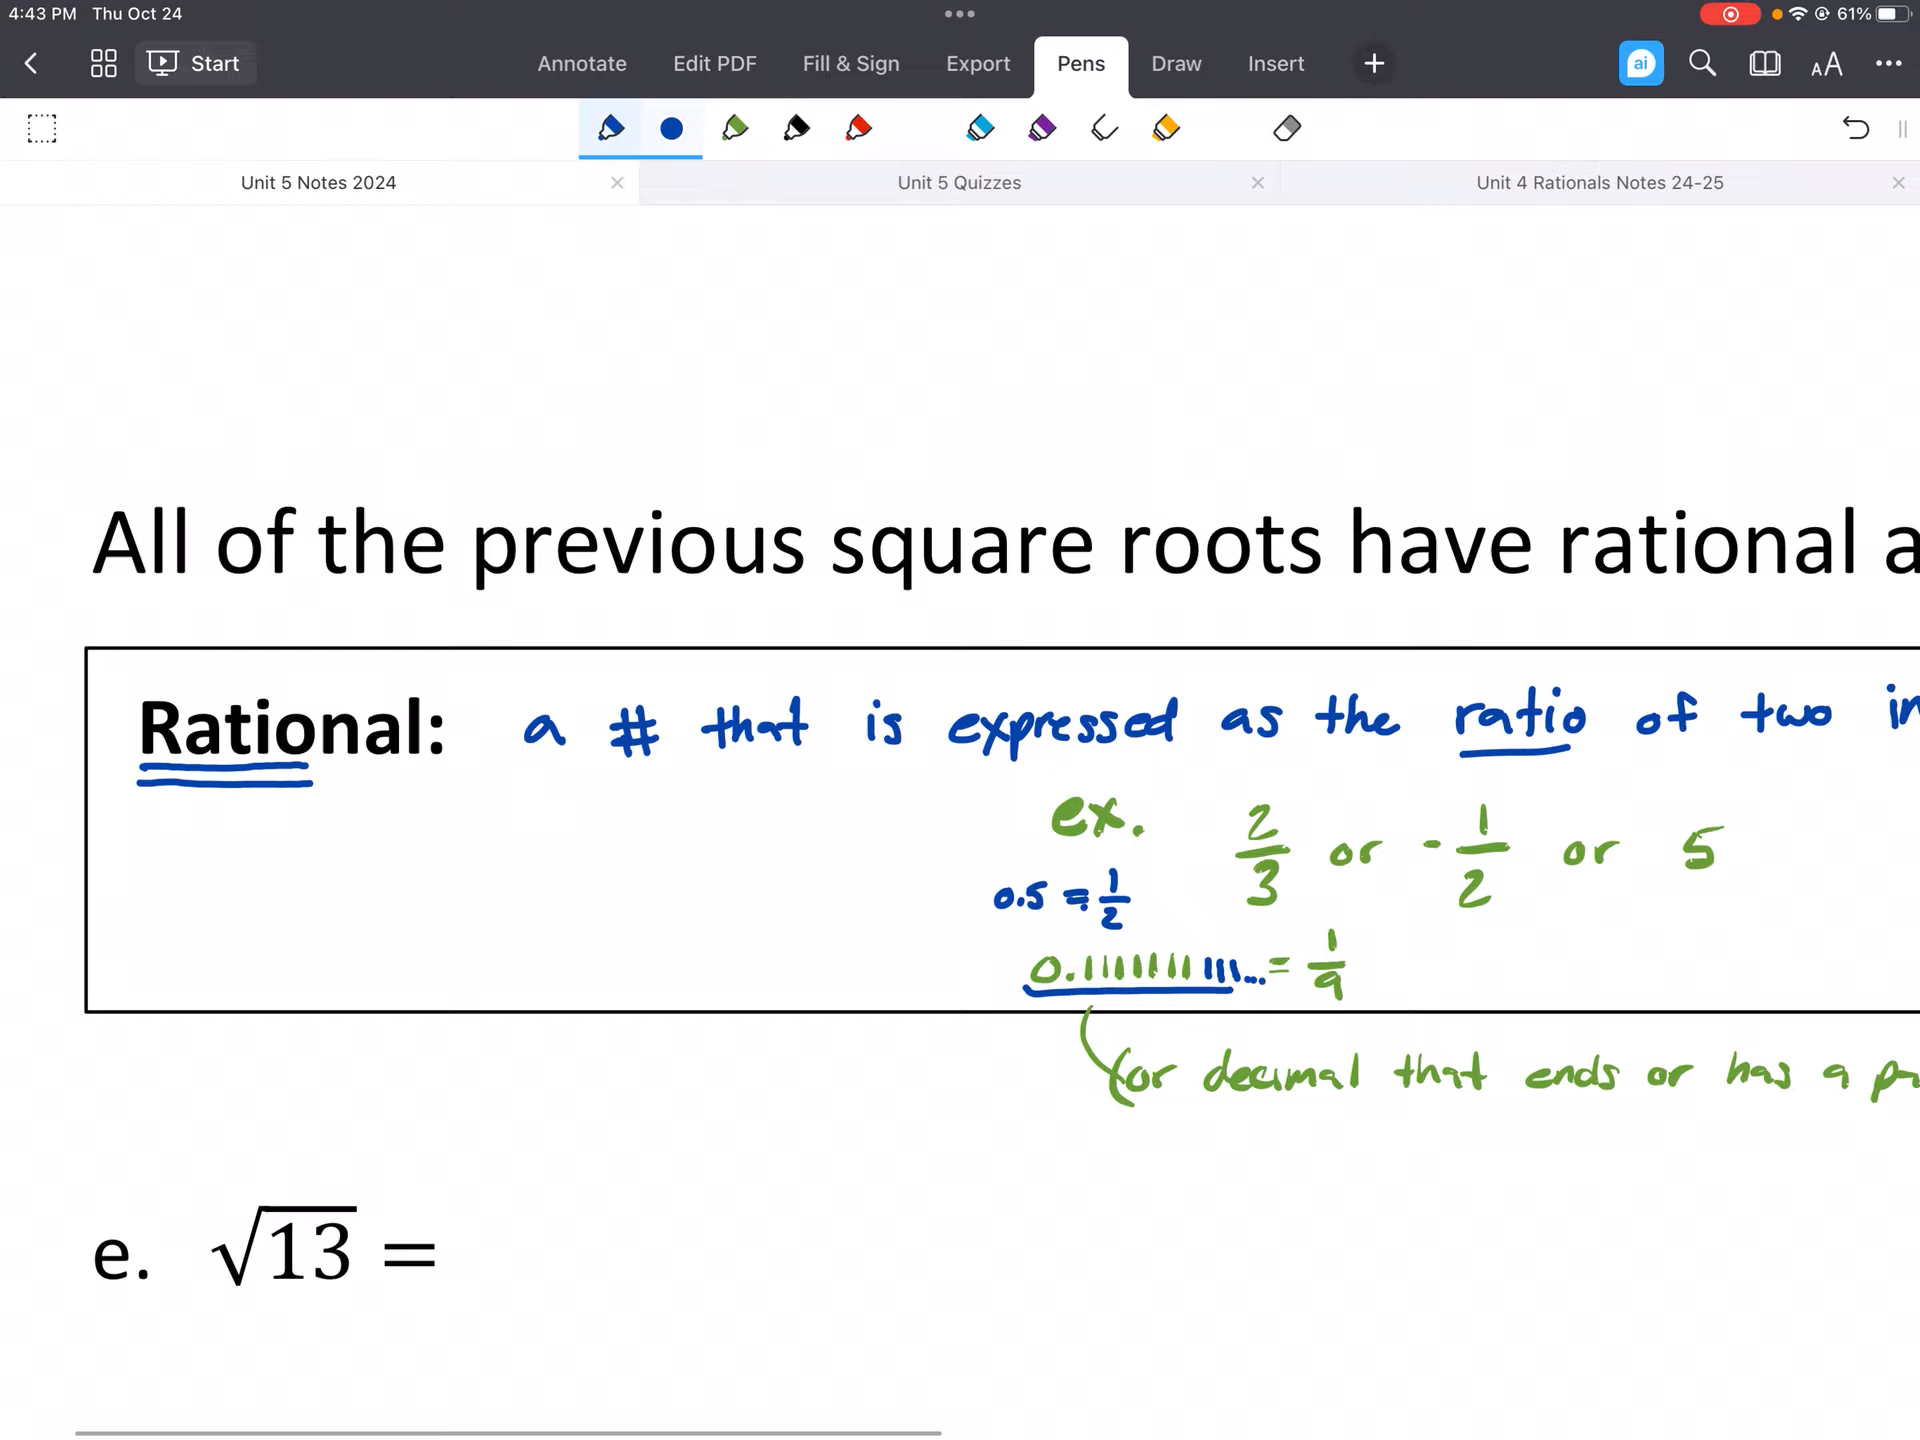 4:43 PM Thu Oct 24 61%
Start Annotate Edit PDF Fill & Sign Export Pens Draw Insert + ai AA
Unit 5 Notes 2024 Unit 5 Quizzes Unit 4 Rationals Notes 24-25
All of the previous square roots have rational a
Rational: a # that is expressed as the ratio of two in
ex. 2/3 or -1/2 or 5
0.5 = 1/2
0.1111111111... = 1/9
(or decimal that ends or has a
e. √13 =